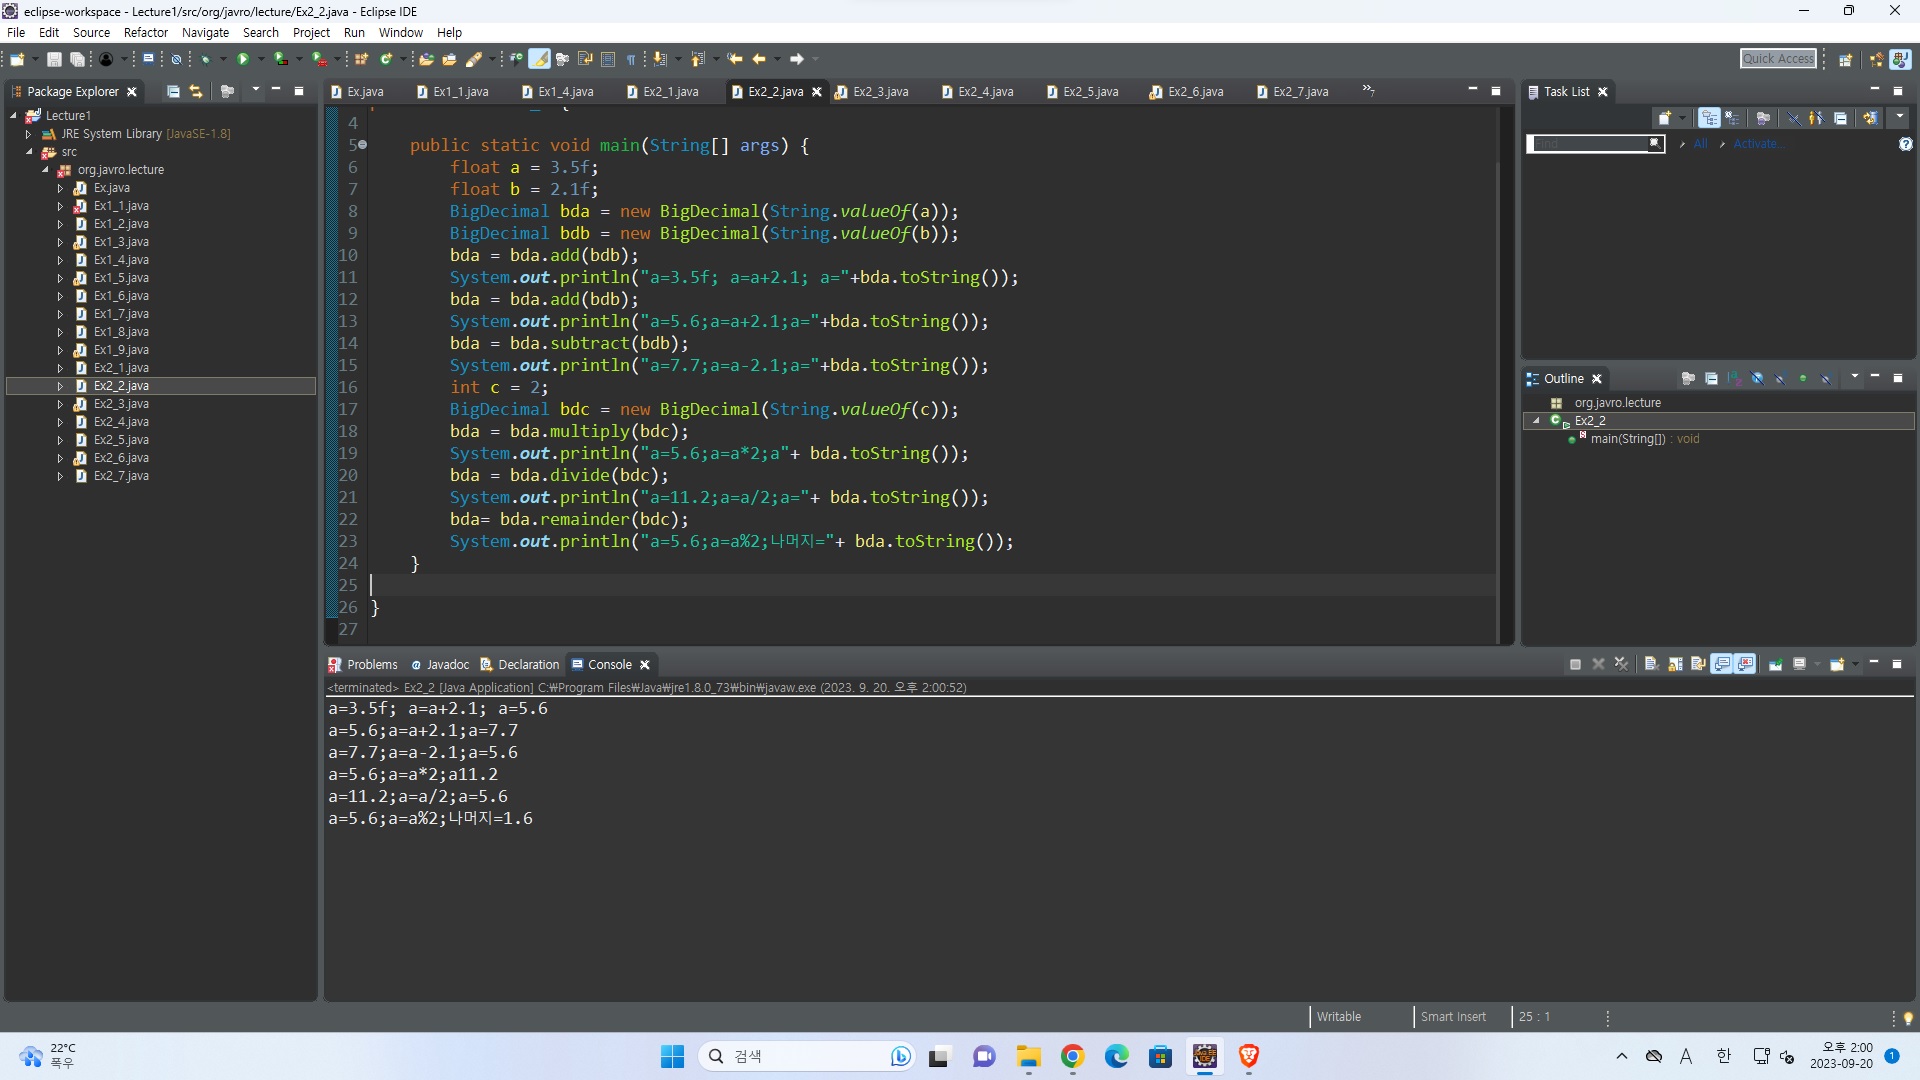 eclipse-workspace - Lecture1/src/org/javro/lecture/Ex2_2.java - Eclipse IDE
File Edit Source Refactor Navigate Search Project Run Window Help
Quick Access
Package Explorer
Lecture1
JRE System Library [JavaSE-1.8]
src
org.javro.lecture
Ex.java
Ex1_1.java
Ex1_2.java
Ex1_3.java
Ex1_4.java
Ex1_5.java
Ex1_6.java
Ex1_7.java
Ex1_8.java
Ex1_9.java
Ex2_1.java
Ex2_2.java
Ex2_3.java
Ex2_4.java
Ex2_5.java
Ex2_6.java
Ex2_7.java
Ex.java Ex1_1.java Ex1_4.java Ex2_1.java Ex2_2.java Ex2_3.java Ex2_4.java Ex2_5.java Ex2_6.java Ex2_7.java »7
4
5 public static void main(String[] args) {
6 float a = 3.5f;
7 float b = 2.1f;
8 BigDecimal bda = new BigDecimal(String.valueOf(a));
9 BigDecimal bdb = new BigDecimal(String.valueOf(b));
10 bda = bda.add(bdb);
11 System.out.println("a=3.5f; a=a+2.1; a="+bda.toString());
12 bda = bda.add(bdb);
13 System.out.println("a=5.6;a=a+2.1;a="+bda.toString());
14 bda = bda.subtract(bdb);
15 System.out.println("a=7.7;a=a-2.1;a="+bda.toString());
16 int c = 2;
17 BigDecimal bdc = new BigDecimal(String.valueOf(c));
18 bda = bda.multiply(bdc);
19 System.out.println("a=5.6;a=a*2;a"+ bda.toString());
20 bda = bda.divide(bdc);
21 System.out.println("a=11.2;a=a/2;a="+ bda.toString());
22 bda= bda.remainder(bdc);
23 System.out.println("a=5.6;a=a%2;나머지="+ bda.toString());
24 }
25
26 }
27
Task List
Find All Activate...
Outline
org.javro.lecture
Ex2_2
main(String[]) : void
Problems Javadoc Declaration Console
<terminated> Ex2_2 [Java Application] C:₩Program Files₩Java₩jre1.8.0_73₩bin₩javaw.exe (2023. 9. 20. 오후 2:00:52)
a=3.5f; a=a+2.1; a=5.6
a=5.6;a=a+2.1;a=7.7
a=7.7;a=a-2.1;a=5.6
a=5.6;a=a*2;a11.2
a=11.2;a=a/2;a=5.6
a=5.6;a=a%2;나머지=1.6
Writable Smart Insert 25 : 1
22°C
폭우
검색
A 한
오후 2:00
2023-09-20
1